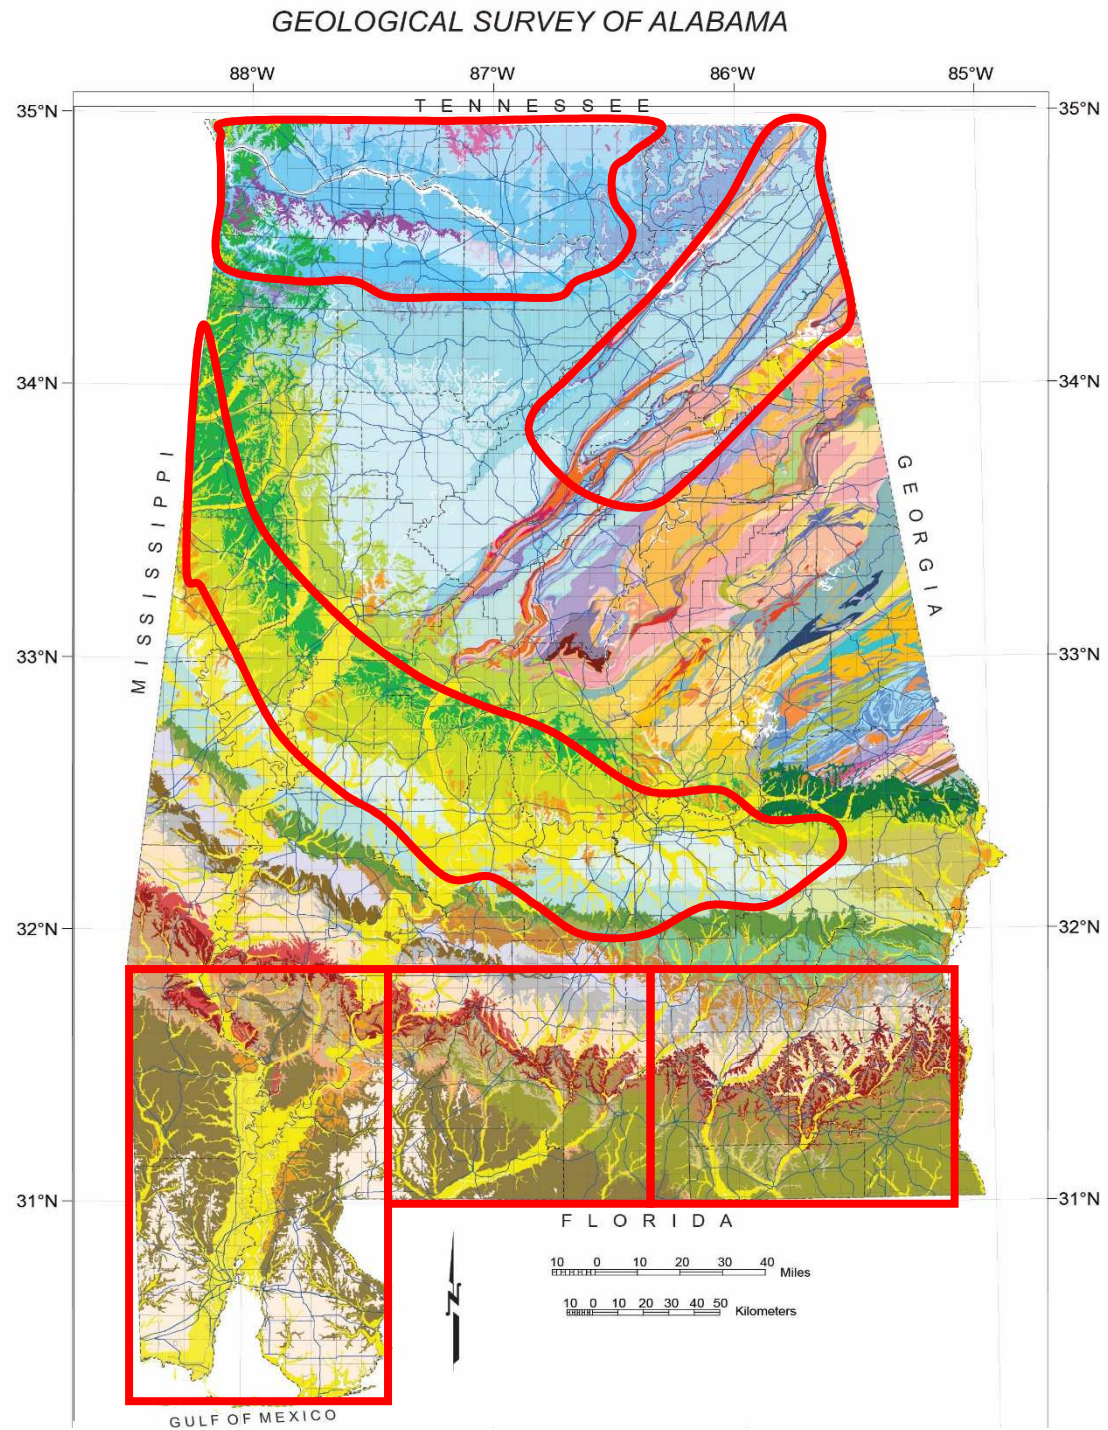 GEOLOGICAL SURVEY OF ALABAMA
88°W 87°W 86°W 85°W
35°N TENNESSEE 35°N
34°N 34°N
MISSISSIPPI
GEORGIA
33°N 33°N
32°N 32°N
31°N 31°N
FLORIDA
N
10 0 10 20 30 40 Miles
10 0 10 20 30 40 50 Kilometers
GULF OF MEXICO